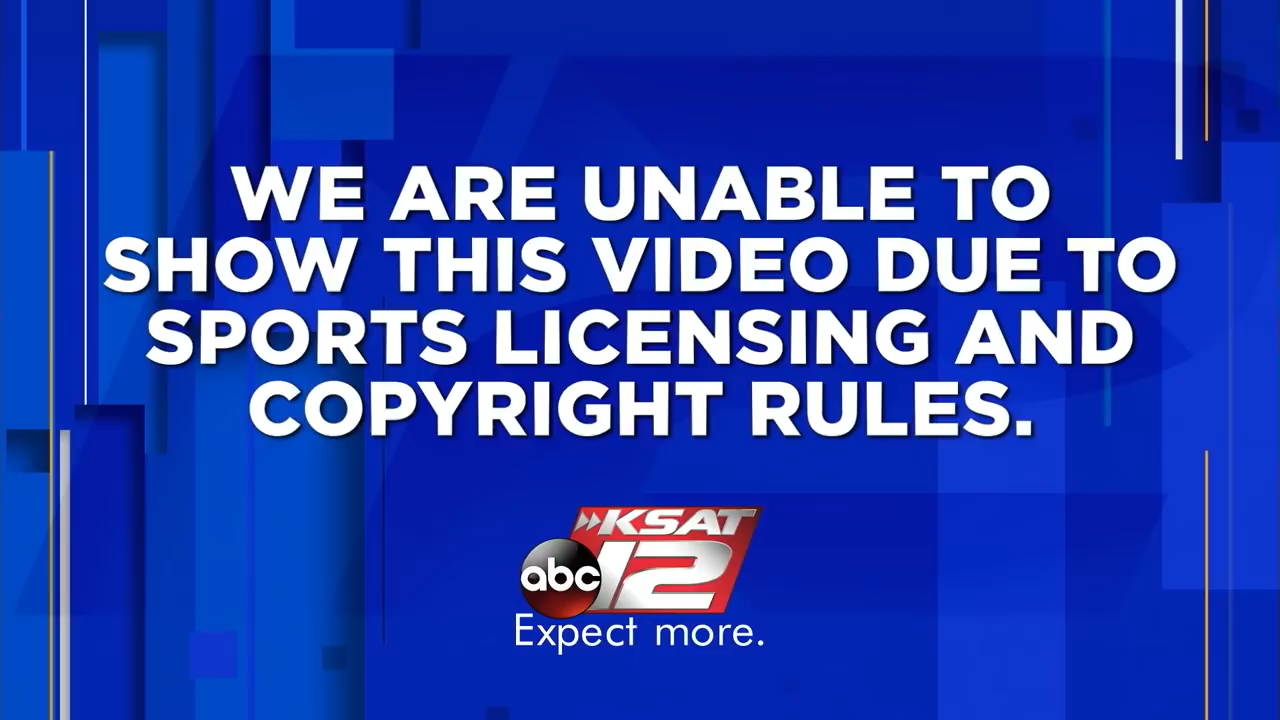 WE ARE UNABLE TO
SHOW THIS VIDEO DUE TO
SPORTS LICENSING AND
COPYRIGHT RULES.
KSAT
abc 12
Expect more.